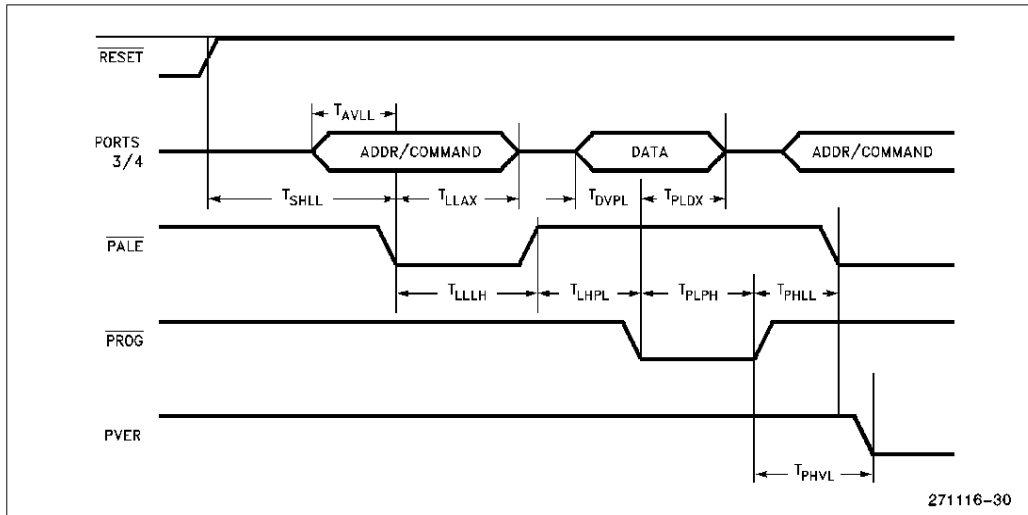 RESET
T_AVLL
PORTS
3/4
ADDR/COMMAND DATA ADDR/COMMAND
T_SHLL T_LLAX T_DVPL T_PLDX
PALE
T_LLLH T_LHPL T_PLPH T_PHLL
PROG
PVER
T_PHVL
271116-30